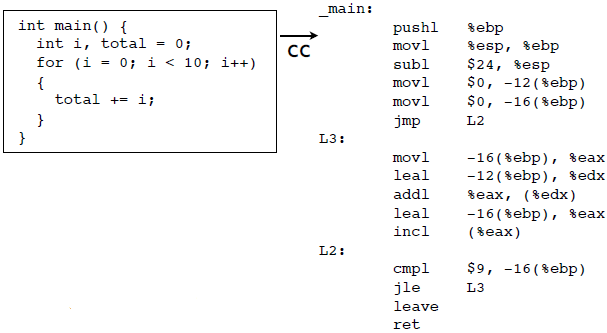 int main() {
int i, total = 0;
for (i = 0; i < 10; i++)
{
total += i;
}
}
CC
_main:
pushl %ebp
movl %esp, %ebp
subl $24, %esp
movl $0, -12(%ebp)
movl $0, -16(%ebp)
jmp L2
L3:
movl -16(%ebp), %eax
leal -12(%ebp), %edx
addl %eax, (%edx)
leal -16(%ebp), %eax
incl (%eax)
L2:
cmpl $9, -16(%ebp)
jle L3
leave
ret